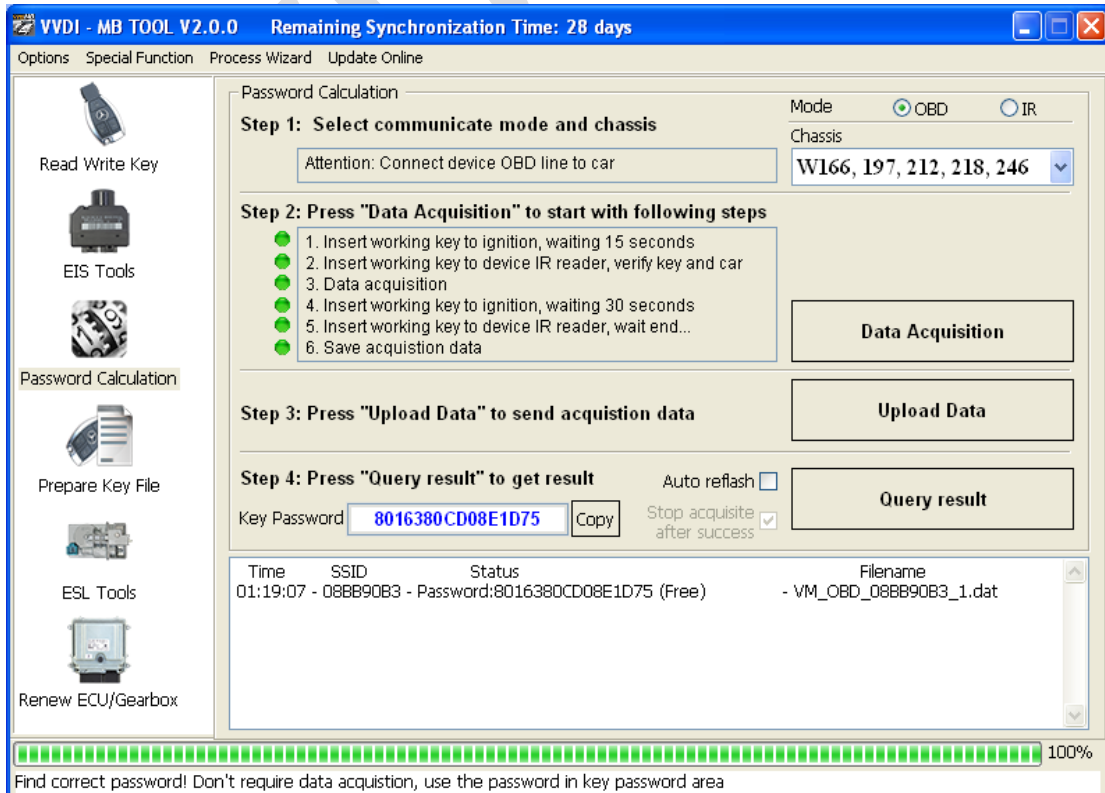 VVDI - MB TOOL V2.0.0 Remaining Synchronization Time: 28 days
Options Special Function Process Wizard Update Online
Read Write Key
EIS Tools
Password Calculation
Prepare Key File
ESL Tools
Renew ECU/Gearbox
Password Calculation
Mode OBD IR
Step 1: Select communicate mode and chassis
Chassis
Attention: Connect device OBD line to car
W166, 197, 212, 218, 246
Step 2: Press "Data Acquisition" to start with following steps
1. Insert working key to ignition, waiting 15 seconds
2. Insert working key to device IR reader, verify key and car
3. Data acquisition
4. Insert working key to ignition, waiting 30 seconds
5. Insert working key to device IR reader, wait end...
6. Save acquistion data
Data Acquisition
Step 3: Press "Upload Data" to send acquistion data
Upload Data
Step 4: Press "Query result" to get result
Auto reflash
Query result
Key Password 8016380CD08E1D75 Copy
Stop acquisite
after success
Time SSID Status Filename
01:19:07 - 08BB90B3 - Password:8016380CD08E1D75 (Free) - VM_OBD_08BB90B3_1.dat
100%
Find correct password! Don't require data acquistion, use the password in key password area